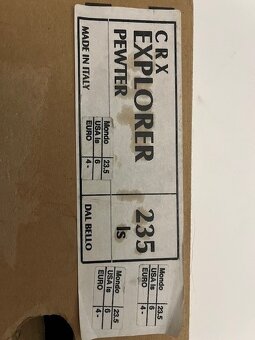 CRX
EXPLORER
PEWTER
MADE IN ITALY
Mondo 23.5
USA ls 6
EURO 4-
235
ls
DAL BELLO
Mondo 23.5
USA ls 6
EURO 4-
Mondo 23.5
USA ls 6
EURO 4-